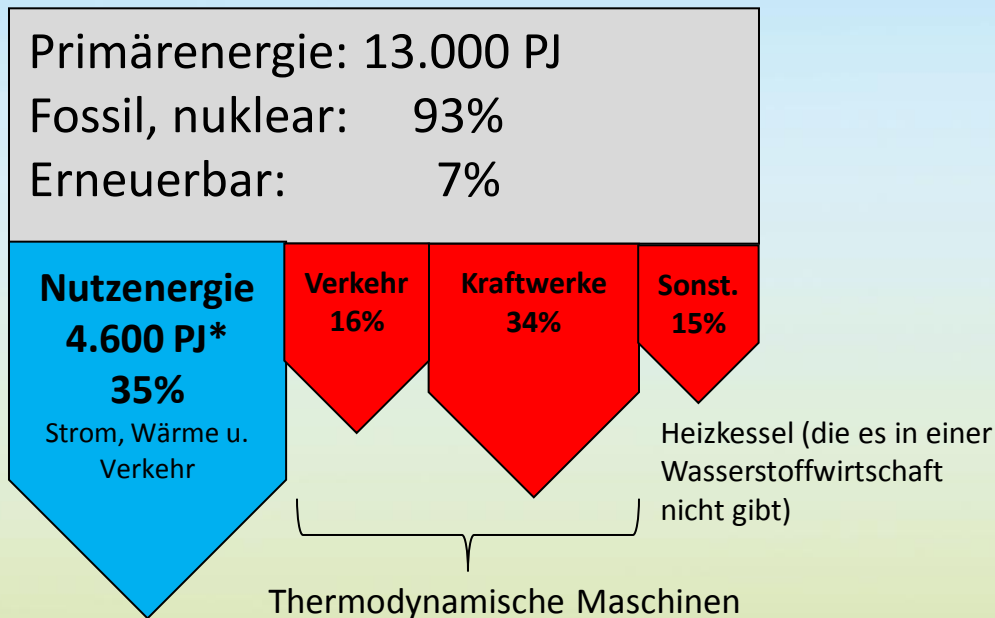 Primärenergie: 13.000 PJ
Fossil, nuklear: 93%
Erneuerbar: 7%
Nutzenergie
4.600 PJ*
35%
Strom, Wärme u.
Verkehr
Verkehr
16%
Kraftwerke
34%
Sonst.
15%
Heizkessel (die es in einer
Wasserstoffwirtschaft
nicht gibt)
Thermodynamische Maschinen